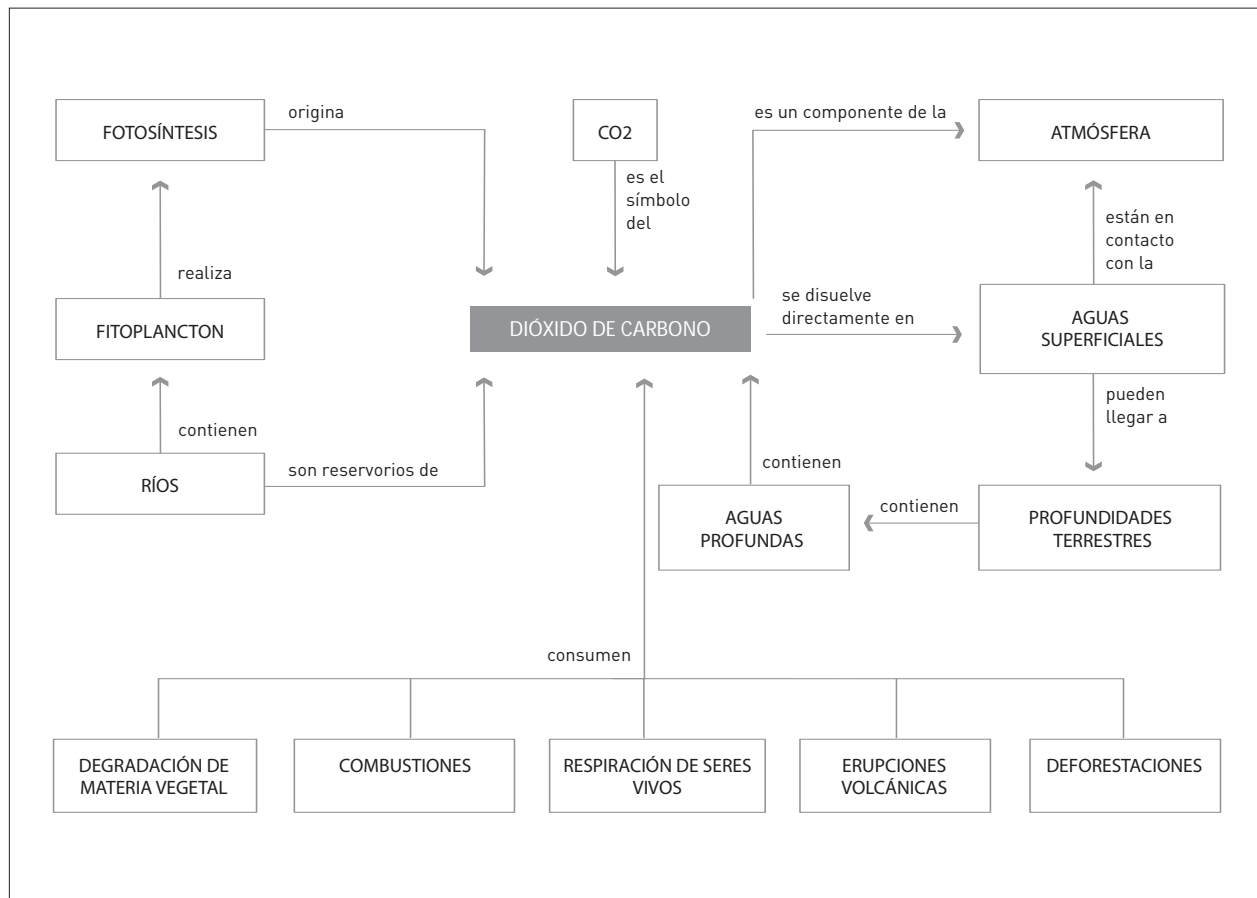 FOTOSÍNTESIS
origina
CO2
es un componente de la
ATMÓSFERA
es el
símbolo
del
están en
contacto
con la
realiza
FITOPLANCTON
DIÓXIDO DE CARBONO
se disuelve
directamente en
AGUAS
SUPERFICIALES
pueden
llegar a
contienen
RÍOS
son reservorios de
contienen
AGUAS
PROFUNDAS
contienen
PROFUNDIDADES
TERRESTRES
consumen
DEGRADACIÓN DE
MATERIA VEGETAL
COMBUSTIONES
RESPIRACIÓN DE SERES
VIVOS
ERUPCIONES
VOLCÁNICAS
DEFORESTACIONES